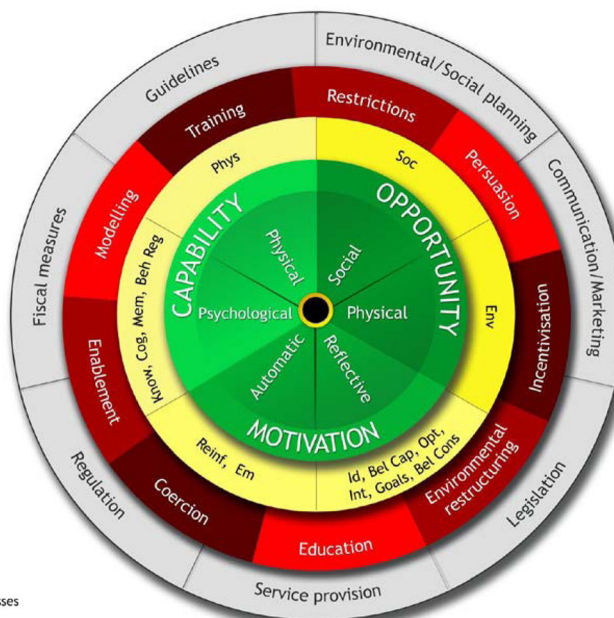 Environmental/Social planning
Communication/Marketing
Legislation
Service provision
Regulation
Fiscal measures
Guidelines
Restrictions
Persuasion
Incentivisation
Environmental
restructuring
Education
Coercion
Enablement
Modelling
Training
Soc
Env
Id, Bel Cap, Opt,
Int, Goals, Bel Cons
Reinf, Em
Know, Cog, Mem, Beh Reg
Phys
CAPABILITY
OPPORTUNITY
MOTIVATION
Physical
Social
Psychological
Physical
Automatic
Reflective